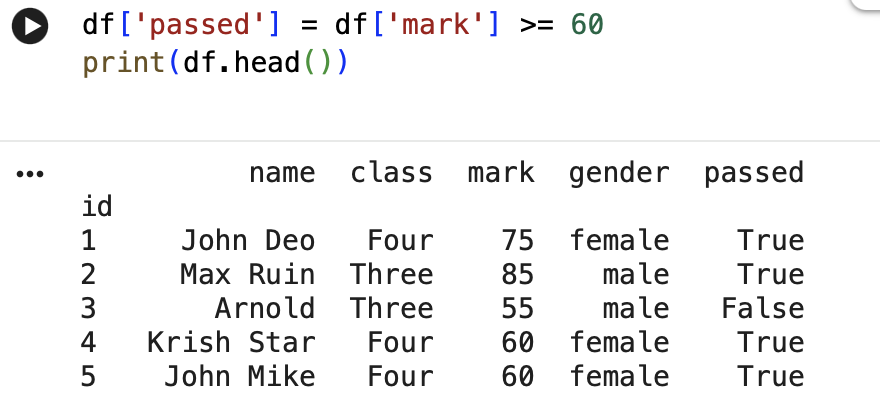 df['passed'] = df['mark'] >= 60
print(df.head())
name class mark gender passed
id
1 John Deo Four 75 female True
2 Max Ruin Three 85 male True
3 Arnold Three 55 male False
4 Krish Star Four 60 female True
5 John Mike Four 60 female True